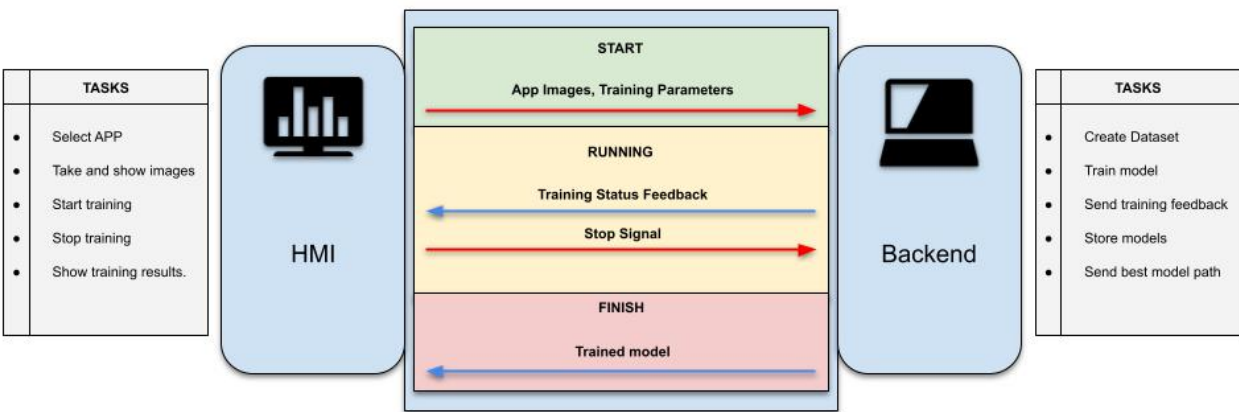 TASKS
● Select APP
● Take and show images
● Start training
● Stop training
● Show training results.
HMI
START
App Images, Training Parameters
RUNNING
Training Status Feedback
Stop Signal
FINISH
Trained model
Backend
TASKS
● Create Dataset
● Train model
● Send training feedback
● Store models
● Send best model path